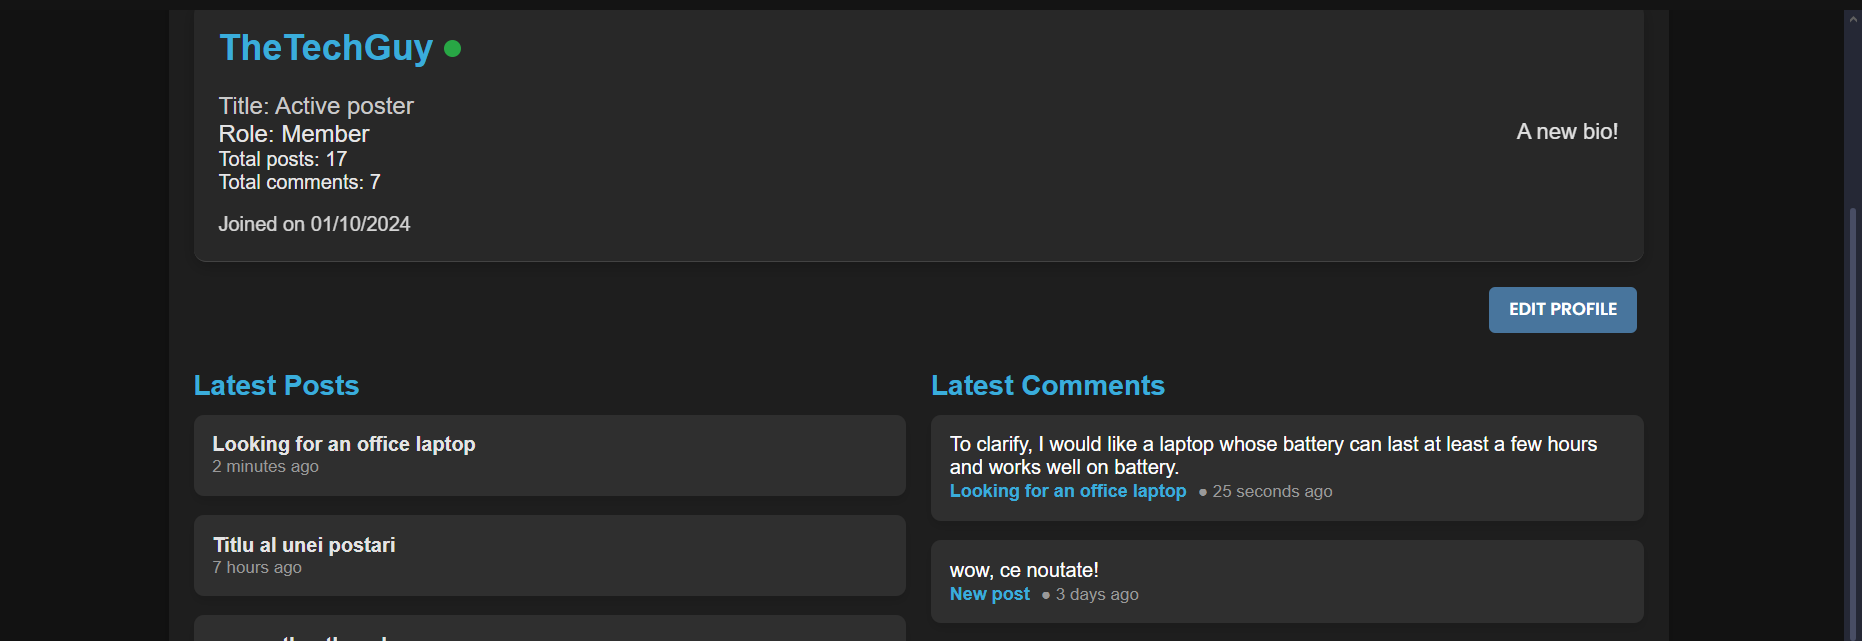 TheTechGuy
Title: Active poster
Role: Member
Total posts: 17
Total comments: 7
Joined on 01/10/2024
A new bio!
EDIT PROFILE
Latest Posts
Looking for an office laptop
2 minutes ago
Titlu al unei postari
7 hours ago
Latest Comments
To clarify, I would like a laptop whose battery can last at least a few hours
and works well on battery.
Looking for an office laptop ● 25 seconds ago
wow, ce noutate!
New post ● 3 days ago